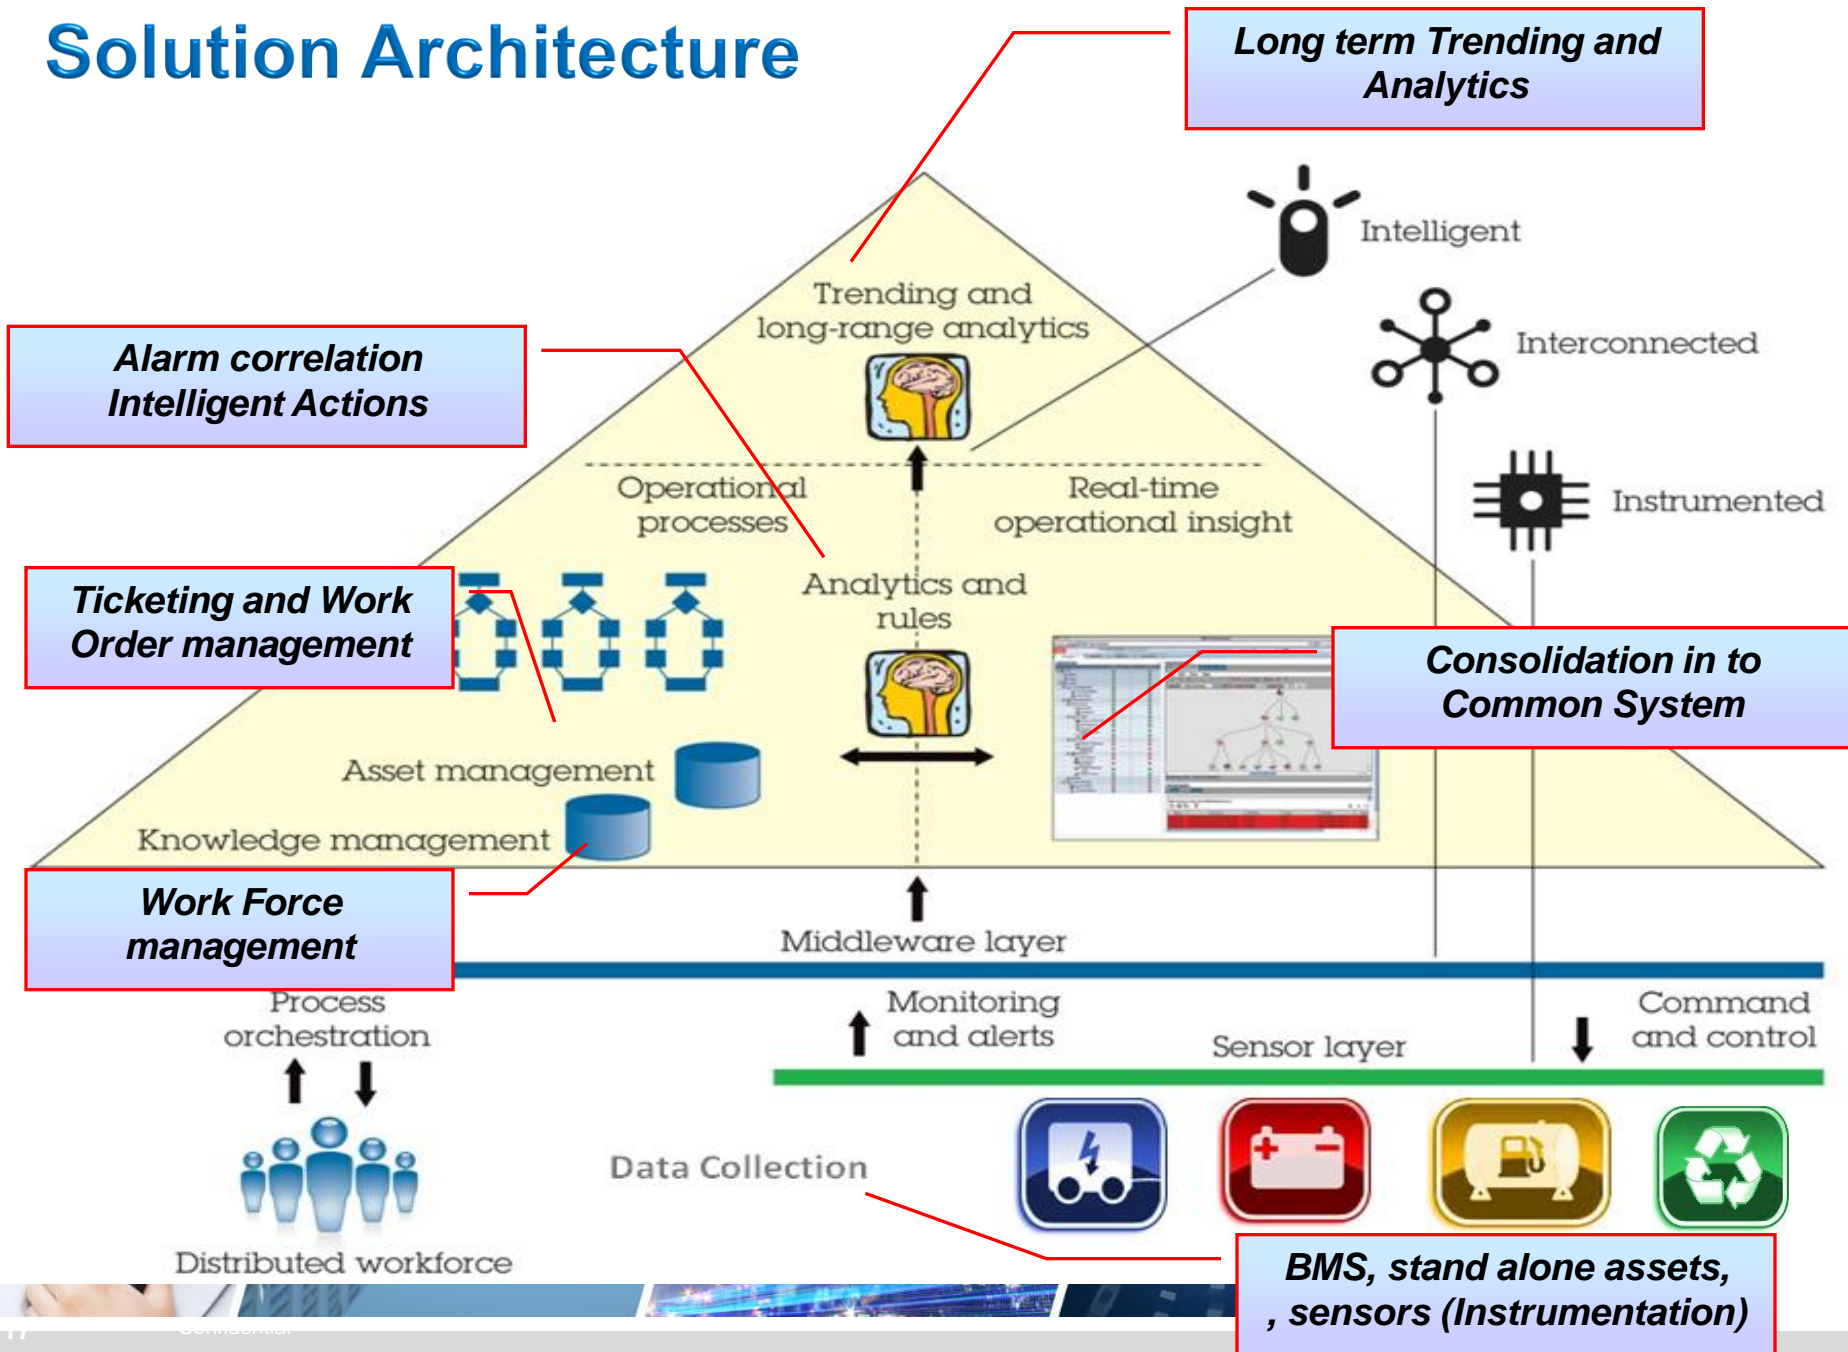 Solution Architecture
Long term Trending and
Analytics
Intelligent
Trending and
long-range analytics
Interconnected
Alarm correlation
Intelligent Actions
Operational
processes
Real-time
operational insight
Instrumented
Analytics and
rules
Ticketing and Work
Order management
Consolidation in to
Common System
Asset management
Knowledge management
Work Force
management
Middleware layer
Process
orchestration
Monitoring
and alerts
Sensor layer
Command
and control
Data Collection
Distributed workforce
BMS, stand alone assets,
, sensors (Instrumentation)
17
Confidential